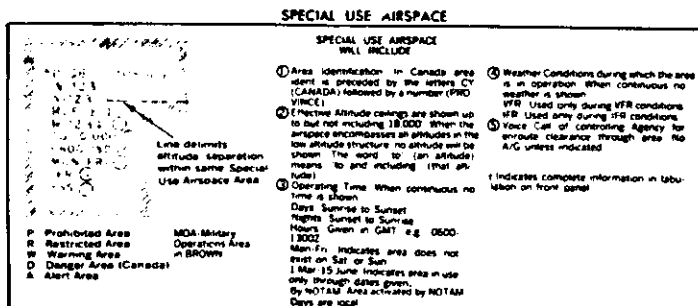 SPECIAL USE AIRSPACE
SPECIAL USE AIRSPACE
WILL INCLUDE
Line delimits
altitude separation
within same Special
Use Airspace Area
P Prohibited Area
R Restricted Area
W Warning Area
D Danger Area (Canada)
A Alert Area
MOA-Military
Operations Area
in BROWN
① Area Identification In Canada area
ident is preceded by the letters CY
(CANADA) followed by a number (PRO
VINCE)
② Effective Altitude ceilings are shown up
to but not including 18,000 When the
airspace encompasses all altitudes in the
low altitude structure no altitude will be
shown The word to (an altitude)
means to and including (that alti-
tude)
③ Operating Time When continuous no
time is shown
Days Sunrise to Sunset
Nights Sunset to Sunrise
Hours Given in GMT e.g. 0500-
1300Z
Mon-Fri Indicates area does not
exist on Sat or Sun
1 Mar-15 June Indicates area in use
only through dates given.
By NOTAM Area activated by NOTAM
Days are local
④ Weather Conditions during which the area
is in operation When continuous no
weather is shown
VFR Used only during VFR conditions
IFR Used only during IFR conditions
⑤ Voice Call of controlling Agency for
enroute clearance through area No
A/G unless indicated
† Indicates complete information in tabu-
lation on front panel